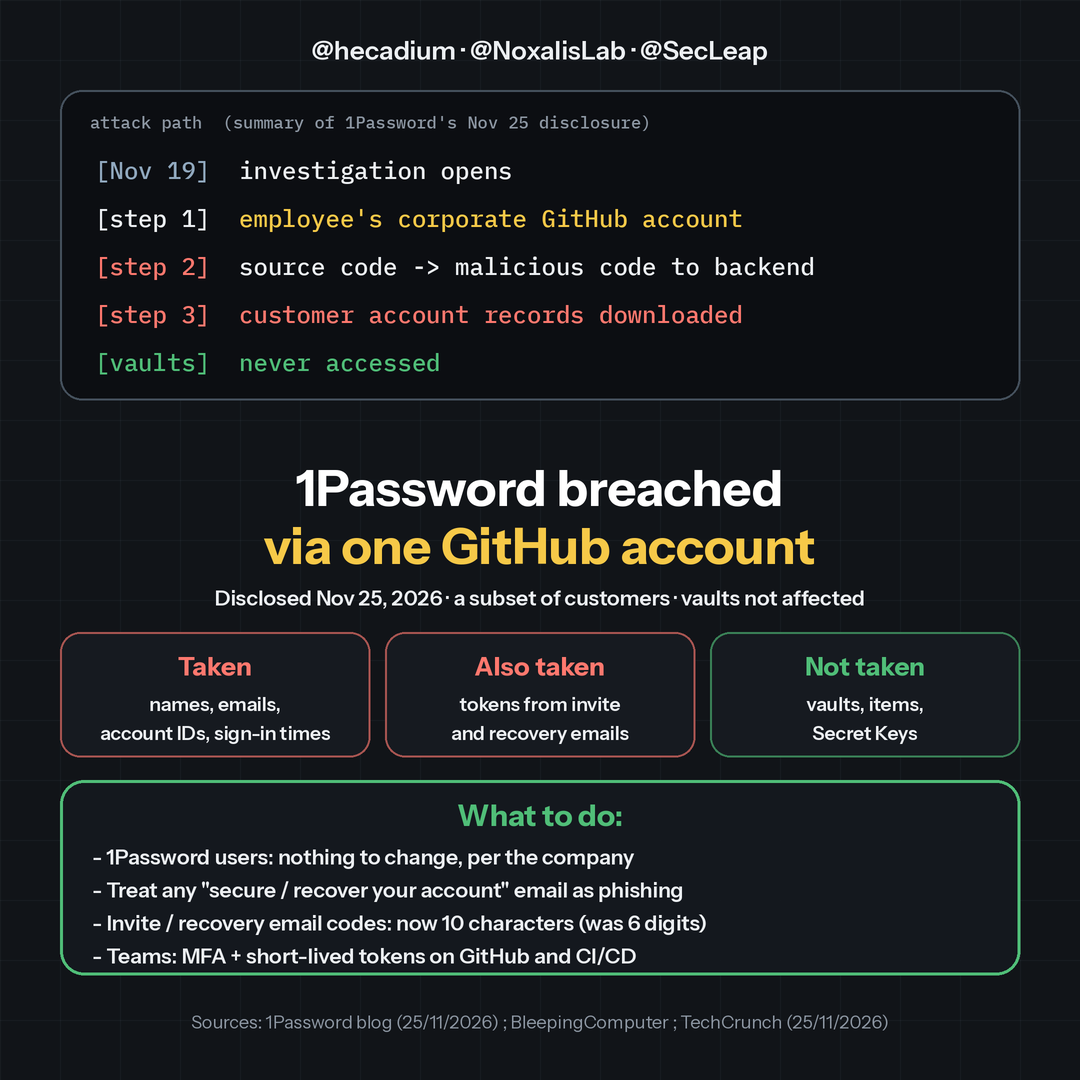 @hecadium · @NoxalisLab · @SecLeap
attack path (summary of 1Password's Nov 25 disclosure)
[Nov 19] investigation opens
[step 1] employee's corporate GitHub account
[step 2] source code -> malicious code to backend
[step 3] customer account records downloaded
[vaults] never accessed
1Password breached
via one GitHub account
Disclosed Nov 25, 2026 · a subset of customers · vaults not affected
Taken
names, emails,
account IDs, sign-in times
Also taken
tokens from invite
and recovery emails
Not taken
vaults, items,
Secret Keys
What to do:
- 1Password users: nothing to change, per the company
- Treat any "secure / recover your account" email as phishing
- Invite / recovery email codes: now 10 characters (was 6 digits)
- Teams: MFA + short-lived tokens on GitHub and CI/CD
Sources: 1Password blog (25/11/2026) ; BleepingComputer ; TechCrunch (25/11/2026)